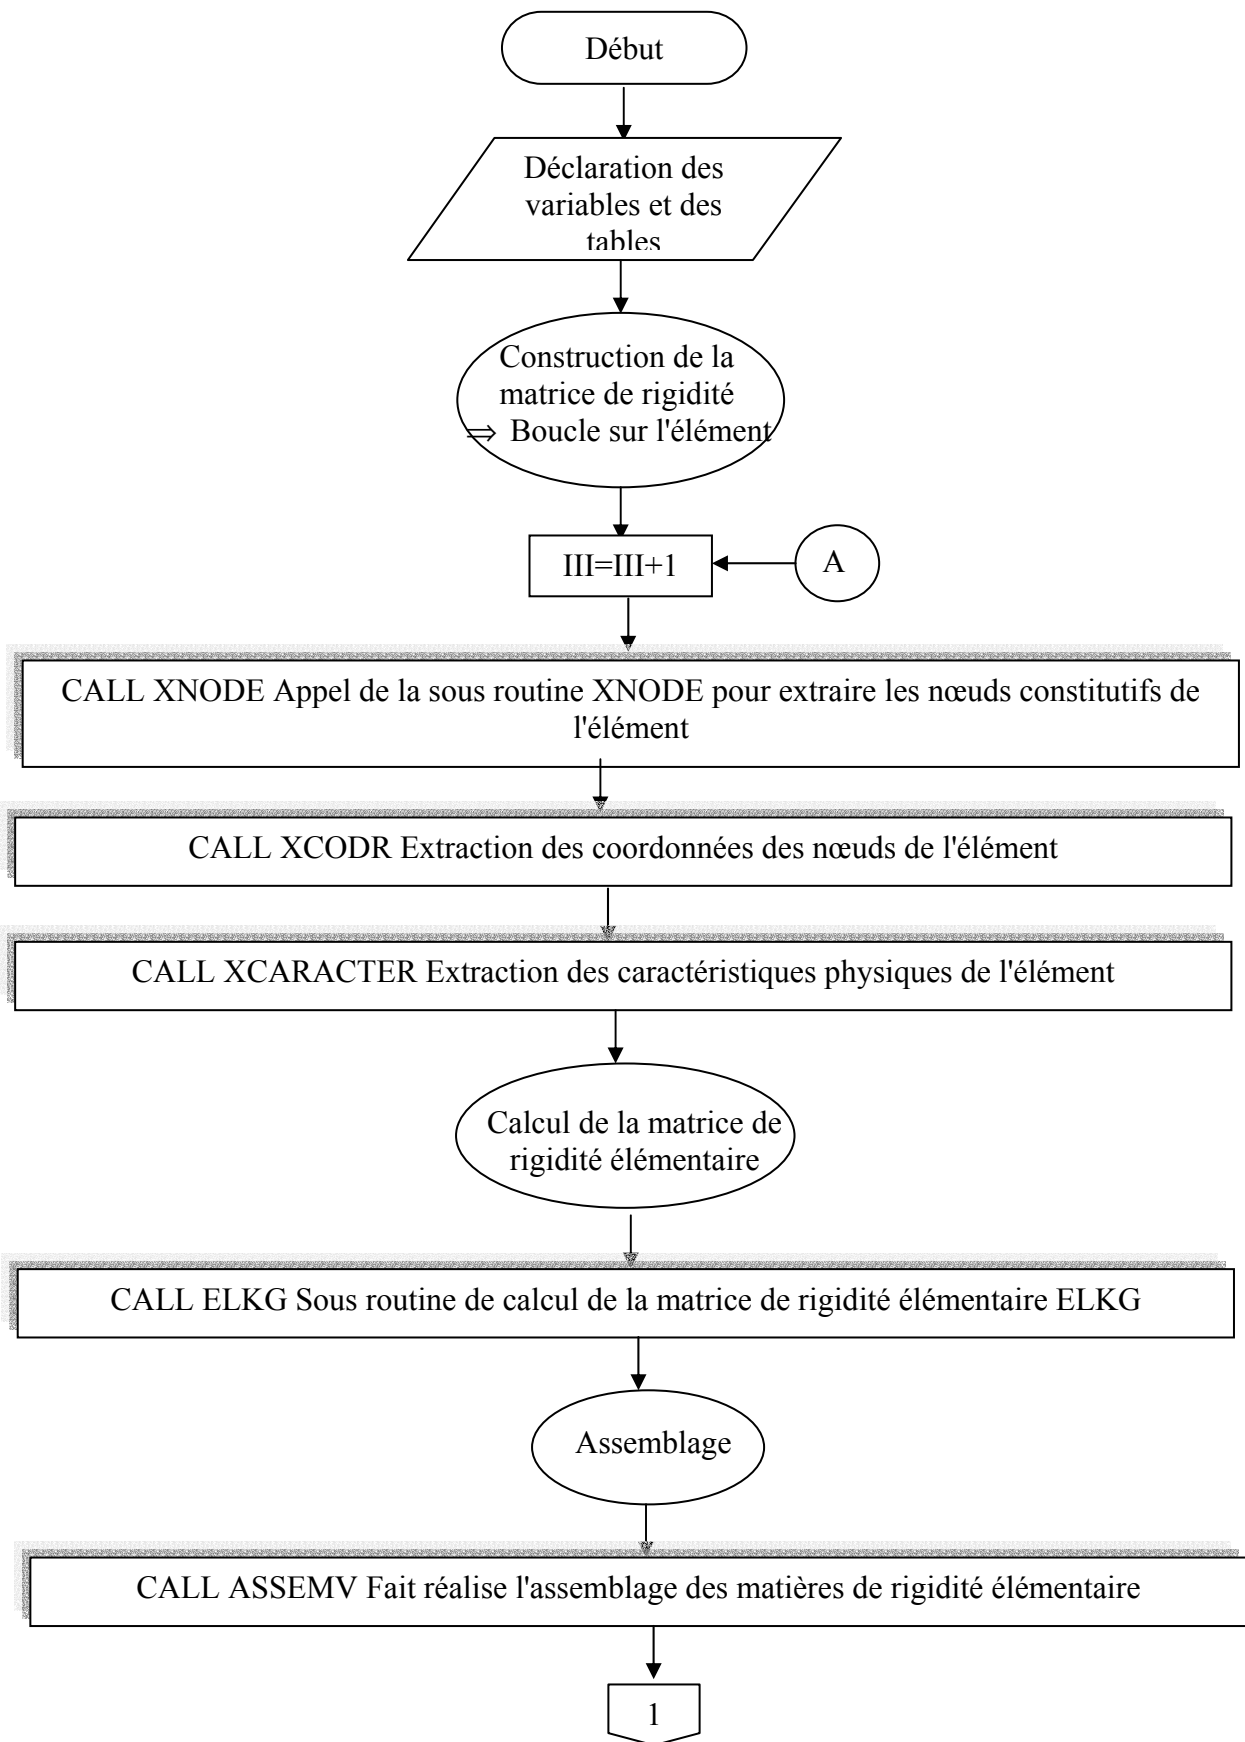 Début
Déclaration des
variables et des
tables
Construction de la
matrice de rigidité
⇒ Boucle sur l'élément
III=III+1
A
CALL XNODE Appel de la sous routine XNODE pour extraire les nœuds constitutifs de
l'élément
CALL XCODR Extraction des coordonnées des nœuds de l'élément
CALL XCARACTER Extraction des caractéristiques physiques de l'élément
Calcul de la matrice de
rigidité élémentaire
CALL ELKG Sous routine de calcul de la matrice de rigidité élémentaire ELKG
Assemblage
CALL ASSEMV Fait réalise l'assemblage des matières de rigidité élémentaire
1